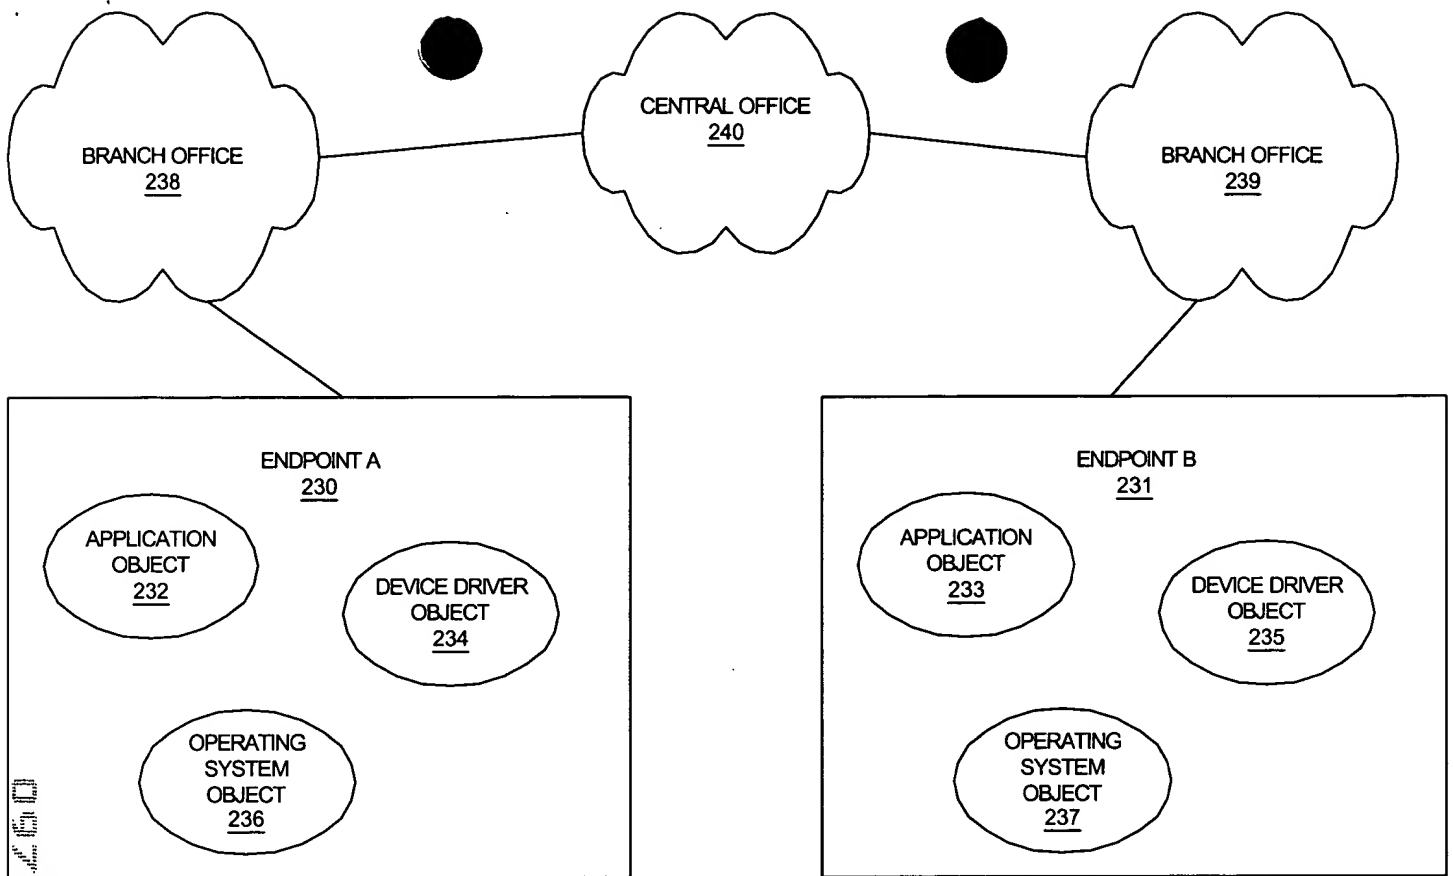 BRANCH OFFICE
238
CENTRAL OFFICE
240
BRANCH OFFICE
239
ENDPOINT A
230
APPLICATION
OBJECT
232
DEVICE DRIVER
OBJECT
234
OPERATING
SYSTEM
OBJECT
236
ENDPOINT B
231
APPLICATION
OBJECT
233
DEVICE DRIVER
OBJECT
235
OPERATING
SYSTEM
OBJECT
237